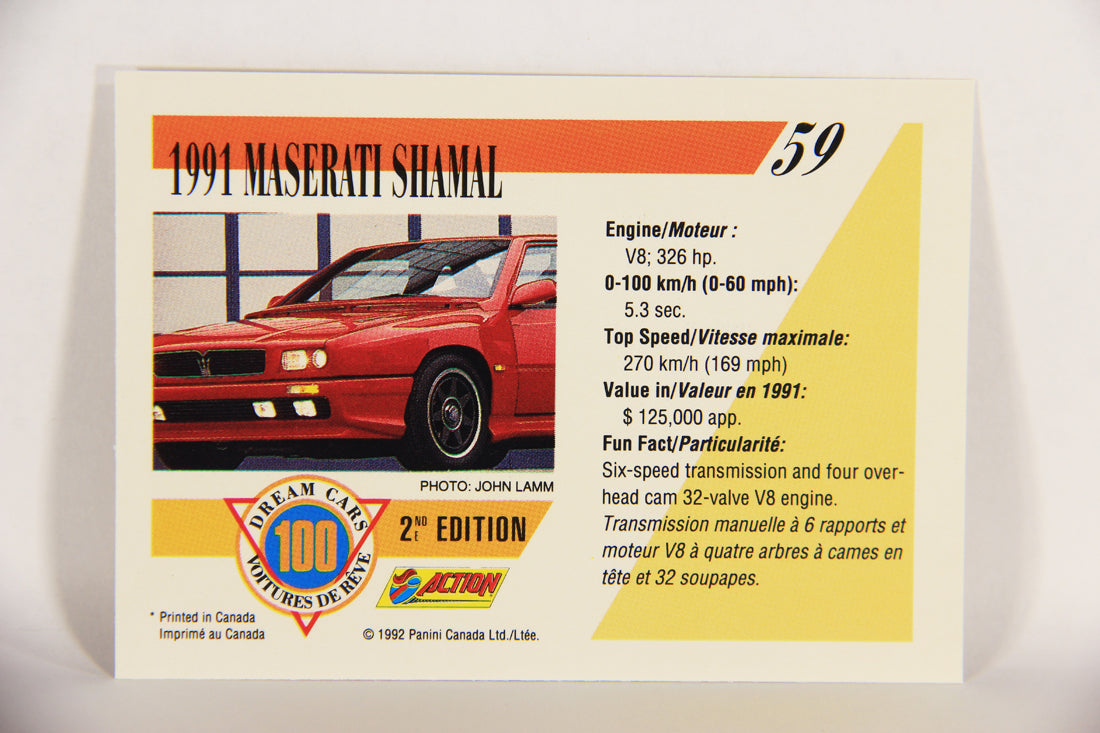 1991 MASERATI SHAMAL
59
Engine/Moteur :
V8; 326 hp.
0-100 km/h (0-60 mph):
5.3 sec.
Top Speed/Vitesse maximale:
270 km/h (169 mph)
Value in/Valeur en 1991:
$ 125,000 app.
Fun Fact/Particularité:
Six-speed transmission and four over-
head cam 32-valve V8 engine.
Transmission manuelle à 6 rapports et
moteur V8 à quatre arbres à cames en
tête et 32 soupapes.
PHOTO: JOHN LAMM
DREAM CARS
100
VOITURES DE RÊVE
2ND E EDITION
ACTION
* Printed in Canada
Imprimé au Canada
© 1992 Panini Canada Ltd./Ltée.